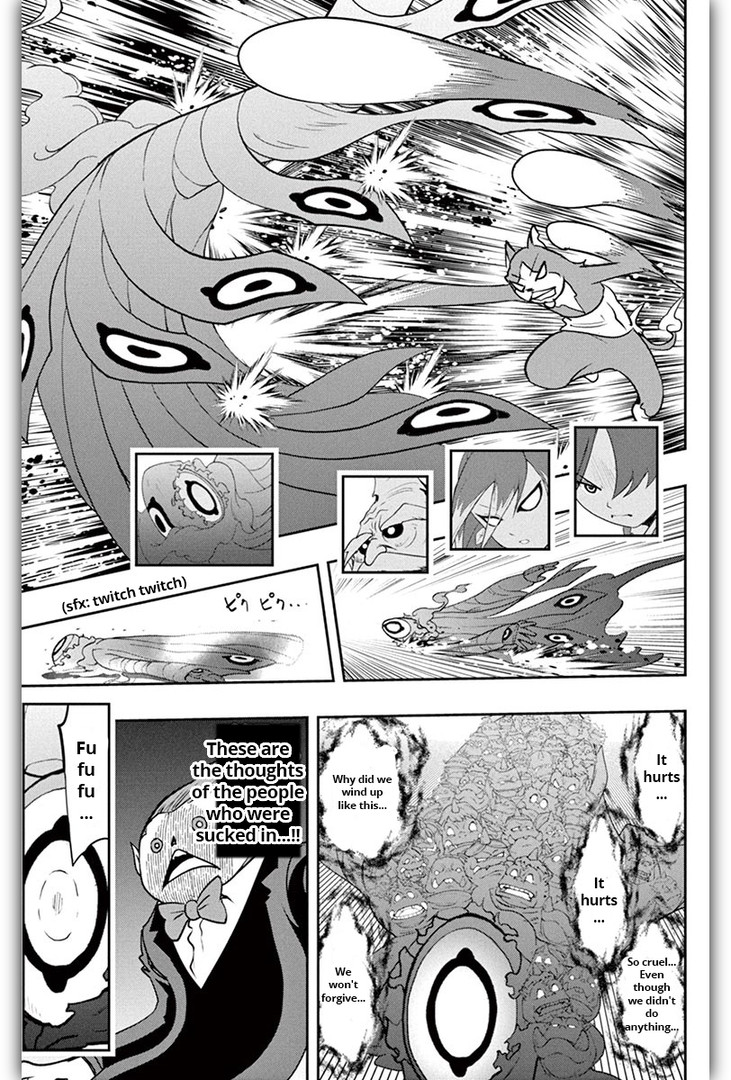 (sfx: twitch twitch)
ピク ピク・・・
It
hurts
...
Why did we
wind up
like this...
It
hurts
...
So cruel...
Even
though
we didn't
do
anything...
We
won't
forgive...
These are
the thoughts
of the people
who were
sucked in...!!
Fu
fu
fu
...